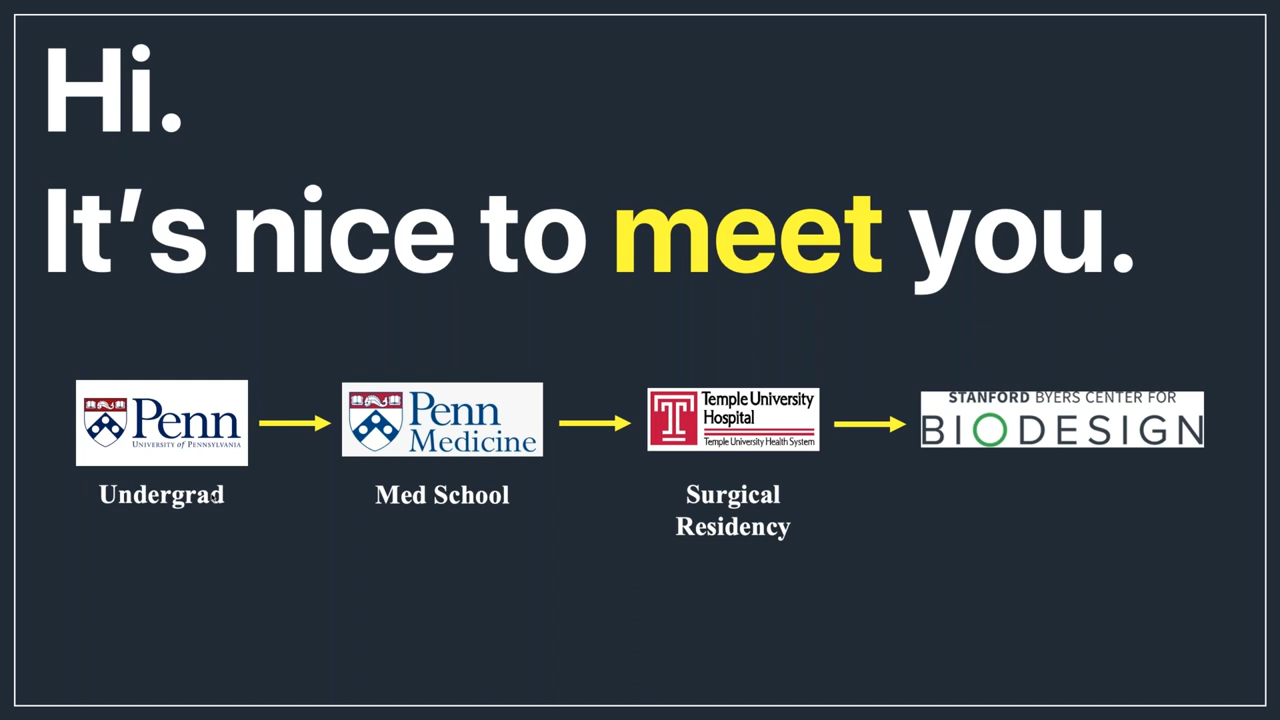 Hi.
It’s nice to meet you.
Penn
UNIVERSITY of PENNSYLVANIA
Undergrad
Penn
Medicine
Med School
Temple University
Hospital
Temple University Health System
Surgical
Residency
STANFORD BYERS CENTER FOR
BIODESIGN